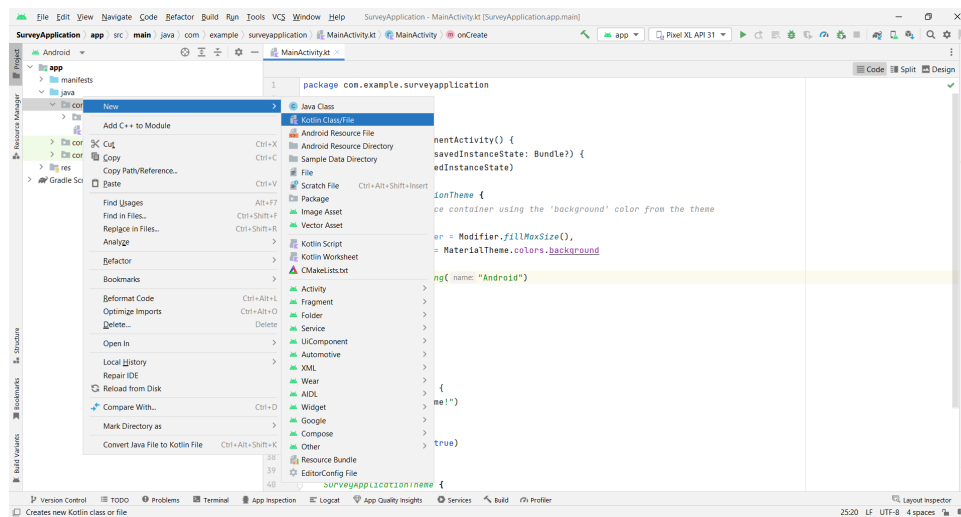 File Edit View Navigate Code Refactor Build Run Tools VCS Window Help SurveyApplication - MainActivity.kt [SurveyApplication.app.main]
SurveyApplication app src main java com example surveyapplication MainActivity.kt MainActivity onCreate app Pixel XL API 31
Android MainActivity.kt
Code Split Design
Project
Resource Manager
Structure
Bookmarks
Build Variants
app
manifests
java
com
com
com
res
Gradle Scr
New
Add C++ to Module
Cut Ctrl+X
Copy Ctrl+C
Copy Path/Reference...
Paste Ctrl+V
Find Usages Alt+F7
Find in Files... Ctrl+Shift+F
Replace in Files... Ctrl+Shift+R
Analyze
Refactor
Bookmarks
Reformat Code Ctrl+Alt+L
Optimize Imports Ctrl+Alt+O
Delete... Delete
Open In
Local History
Repair IDE
Reload from Disk
Compare With... Ctrl+D
Mark Directory as
Convert Java File to Kotlin File Ctrl+Alt+Shift+K
Java Class
Kotlin Class/File
Android Resource File
Android Resource Directory
Sample Data Directory
File
Scratch File Ctrl+Alt+Shift+Insert
Package
Image Asset
Vector Asset
Kotlin Script
Kotlin Worksheet
CMakeLists.txt
Activity
Fragment
Folder
Service
UiComponent
Automotive
XML
Wear
AIDL
Widget
Google
Compose
Other
Resource Bundle
EditorConfig File
1 package com.example.surveyapplication
nentActivity() {
savedInstanceState: Bundle?) {
edInstanceState)
ionTheme {
ce container using the 'background' color from the theme
er = Modifier.fillMaxSize(),
= MaterialTheme.colors.background
ng( name: "Android")
{
me!")
true)
38
39
40 SurveyApplicationTheme {
Version Control TODO Problems Terminal App Inspection Logcat App Quality Insights Services Build Profiler Layout Inspector
Creates new Kotlin class or file 25:20 LF UTF-8 4 spaces